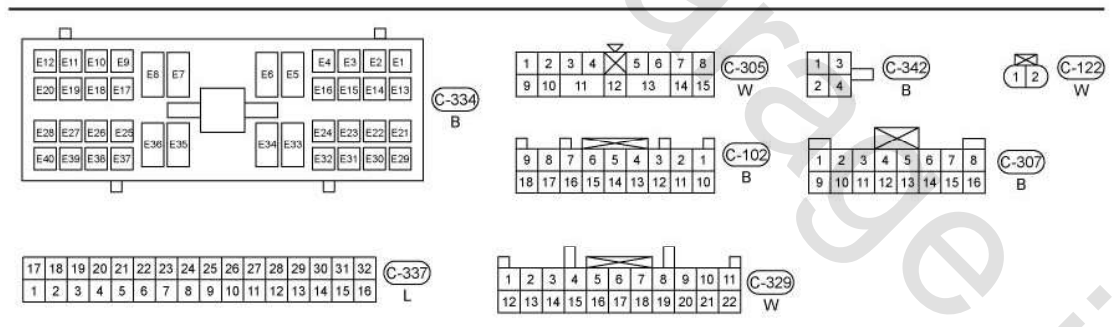 E12 E11 E10 E9 E8 E7 E6 E5 E4 E3 E2 E1
E20 E19 E18 E17 E16 E15 E14 E13
E28 E27 E26 E25 E36 E35 E34 E33 E24 E23 E22 E21
E40 E39 E38 E37 E32 E31 E30 E29
C-334
B
1 2 3 4 5 6 7 8
9 10 11 12 13 14 15
C-305
W
1 3
2 4
C-342
B
1 2
C-122
W
9 8 7 6 5 4 3 2 1
18 17 16 15 14 13 12 11 10
C-102
B
1 2 3 4 5 6 7 8
9 10 11 12 13 14 15 16
C-307
B
17 18 19 20 21 22 23 24 25 26 27 28 29 30 31 32
1 2 3 4 5 6 7 8 9 10 11 12 13 14 15 16
C-337
L
1 2 3 4 5 6 7 8 9 10 11
12 13 14 15 16 17 18 19 20 21 22
C-329
W